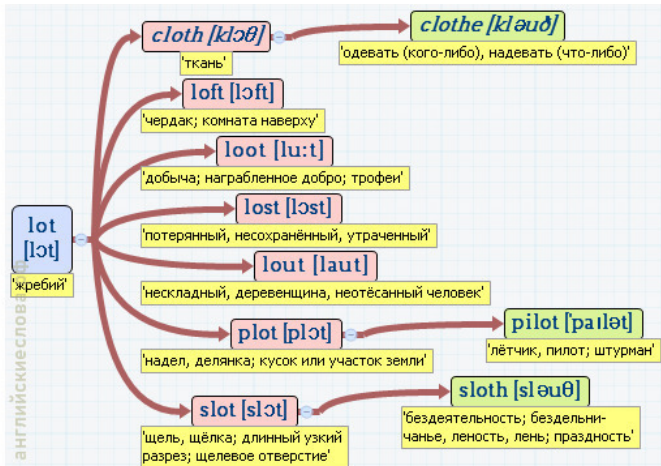 cloth [klɔθ]
'ткань'
clothe [kləuð]
'одевать (кого-либо), надевать (что-либо)'
loft [lɔft]
'чердак; комната наверху'
loot [lu:t]
'добыча; награбленное добро; трофеи'
lost [lɔst]
'потерянный, несохранённый, утраченный'
lot
[lɔt]
'жребий'
lout [laut]
'нескладный, деревенщина, неотёсанный человек'
plot [plɔt]
'надел, делянка; кусок или участок земли'
pilot ['paɪlət]
'лётчик, пилот; штурман'
slot [slɔt]
'щель, щёлка; длинный узкий
разрез; щелевое отверстие'
sloth [sləuθ]
'бездеятельность; бездельни-
чанье, леность, лень; праздность'
английскиеслова.рф